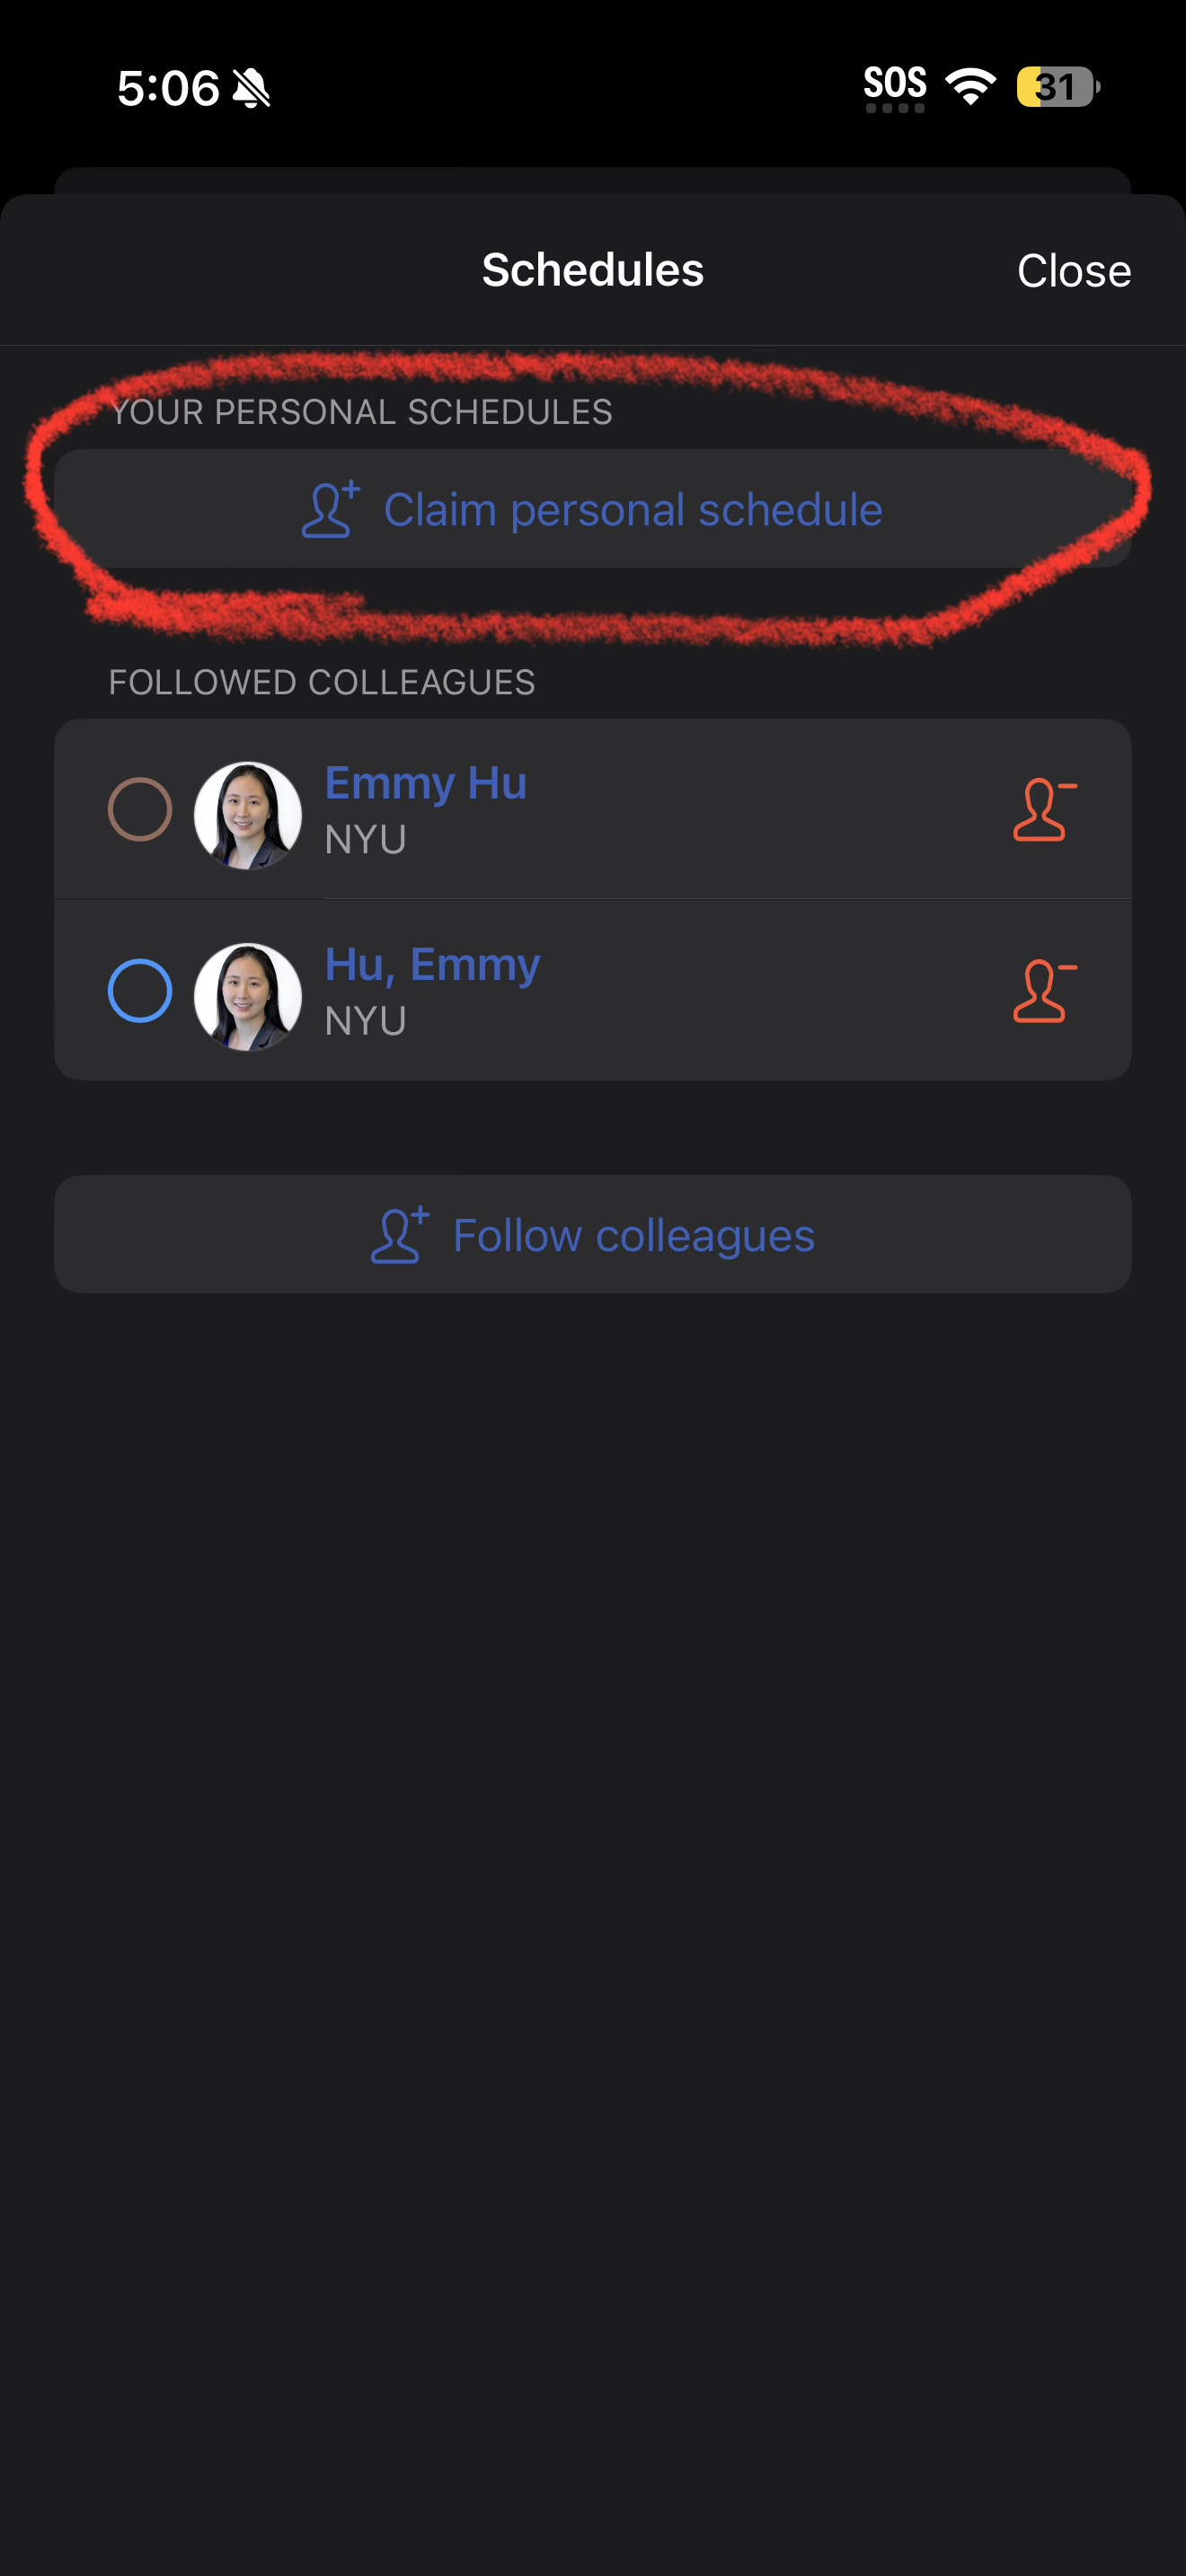 5:06
SOS
31
Schedules
Close
YOUR PERSONAL SCHEDULES
Claim personal schedule
FOLLOWED COLLEAGUES
Emmy Hu
NYU
Hu, Emmy
NYU
Follow colleagues